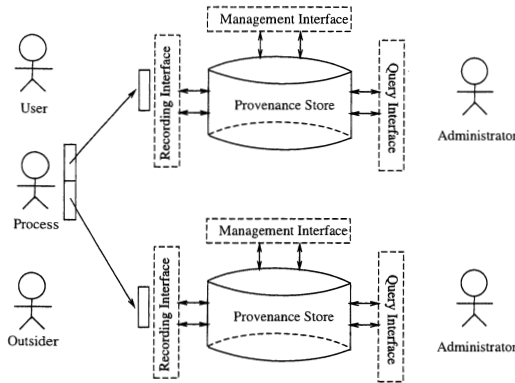 Management Interface
User
Recording Interface
Provenance Store
Query Interface
Administrator
Process
Management Interface
Outsider
Recording Interface
Provenance Store
Query Interface
Administrator